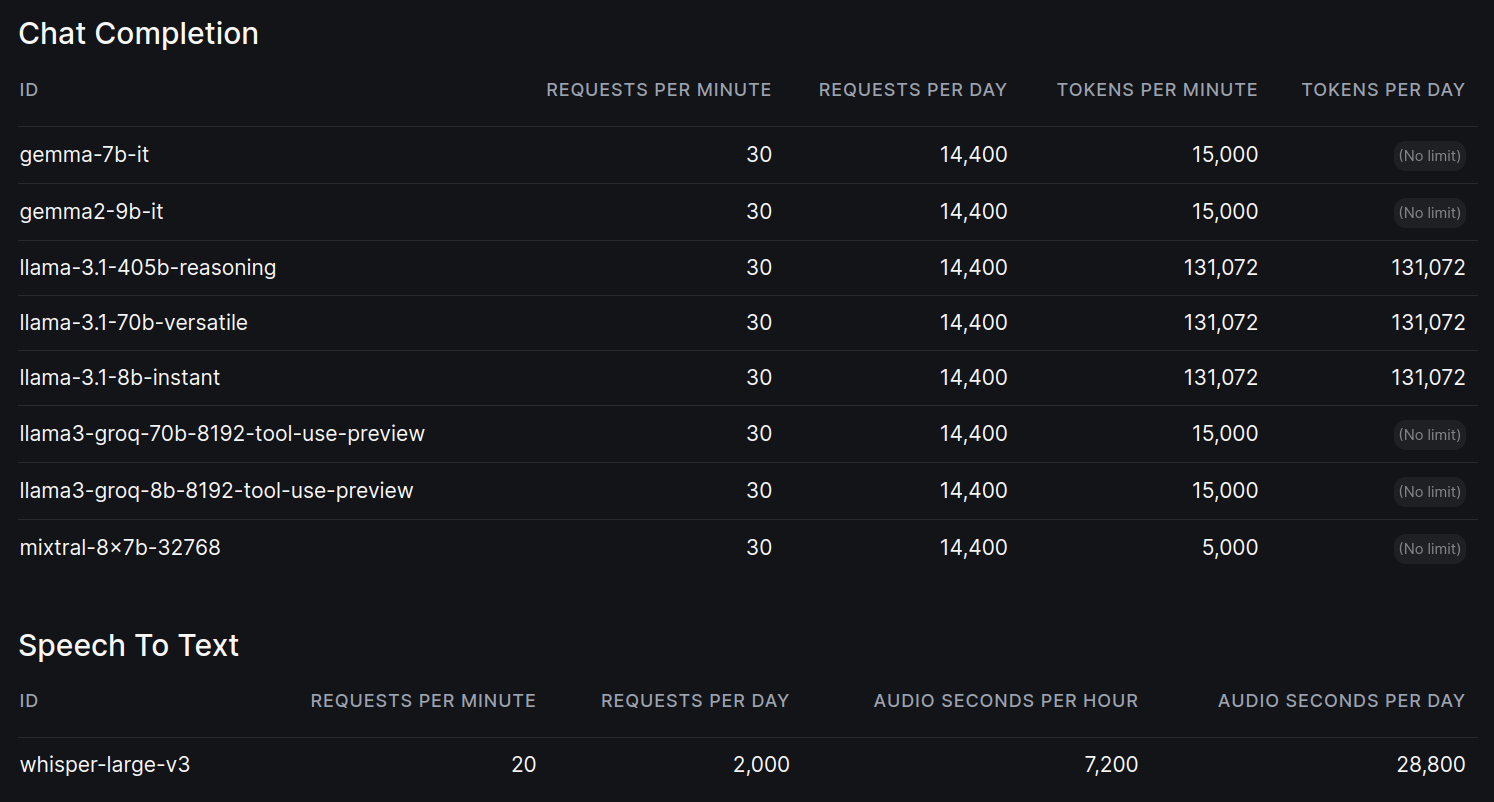 Chat Completion
ID REQUESTS PER MINUTE REQUESTS PER DAY TOKENS PER MINUTE TOKENS PER DAY
gemma-7b-it 30 14,400 15,000 (No limit)
gemma2-9b-it 30 14,400 15,000 (No limit)
llama-3.1-405b-reasoning 30 14,400 131,072 131,072
llama-3.1-70b-versatile 30 14,400 131,072 131,072
llama-3.1-8b-instant 30 14,400 131,072 131,072
llama3-groq-70b-8192-tool-use-preview 30 14,400 15,000 (No limit)
llama3-groq-8b-8192-tool-use-preview 30 14,400 15,000 (No limit)
mixtral-8×7b-32768 30 14,400 5,000 (No limit)
Speech To Text
ID REQUESTS PER MINUTE REQUESTS PER DAY AUDIO SECONDS PER HOUR AUDIO SECONDS PER DAY
whisper-large-v3 20 2,000 7,200 28,800